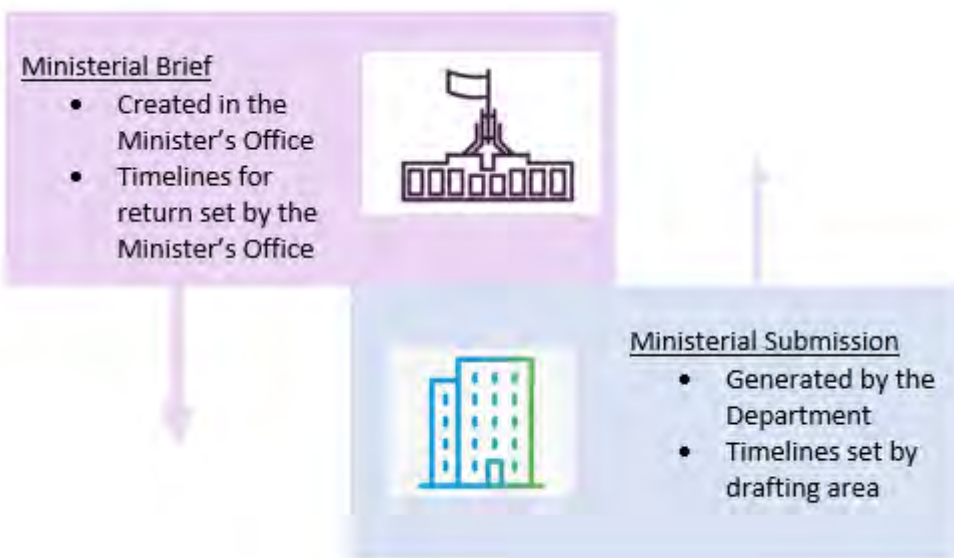 Ministerial Brief
• Created in the
Minister’s Office
• Timelines for
return set by the
Minister’s Office
Ministerial Submission
• Generated by the
Department
• Timelines set by
drafting area